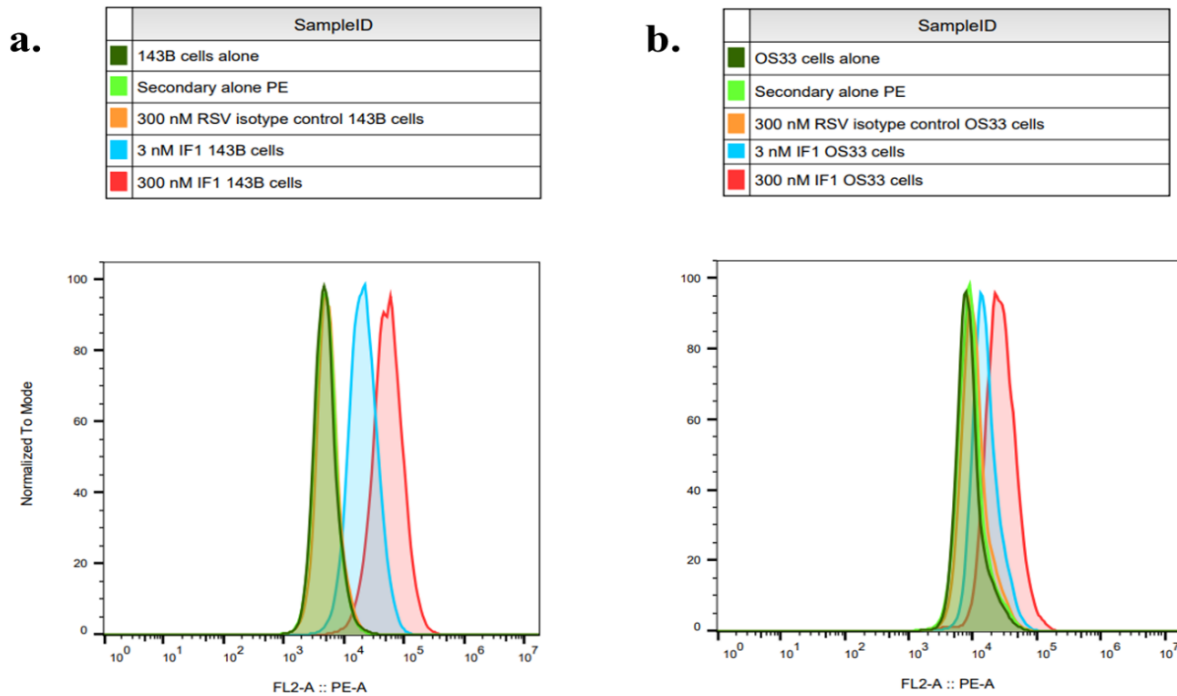 a.
SampleID
143B cells alone
Secondary alone PE
300 nM RSV isotype control 143B cells
3 nM IF1 143B cells
300 nM IF1 143B cells
Normalized To Mode
100
80
60
40
20
0
10^0 10^1 10^2 10^3 10^4 10^5 10^6 10^7
FL2-A :: PE-A
b.
SampleID
OS33 cells alone
Secondary alone PE
300 nM RSV isotype control OS33 cells
3 nM IF1 OS33 cells
300 nM IF1 OS33 cells
100
80
60
40
20
0
10^0 10^1 10^2 10^3 10^4 10^5 10^6 10^7
FL2-A :: PE-A